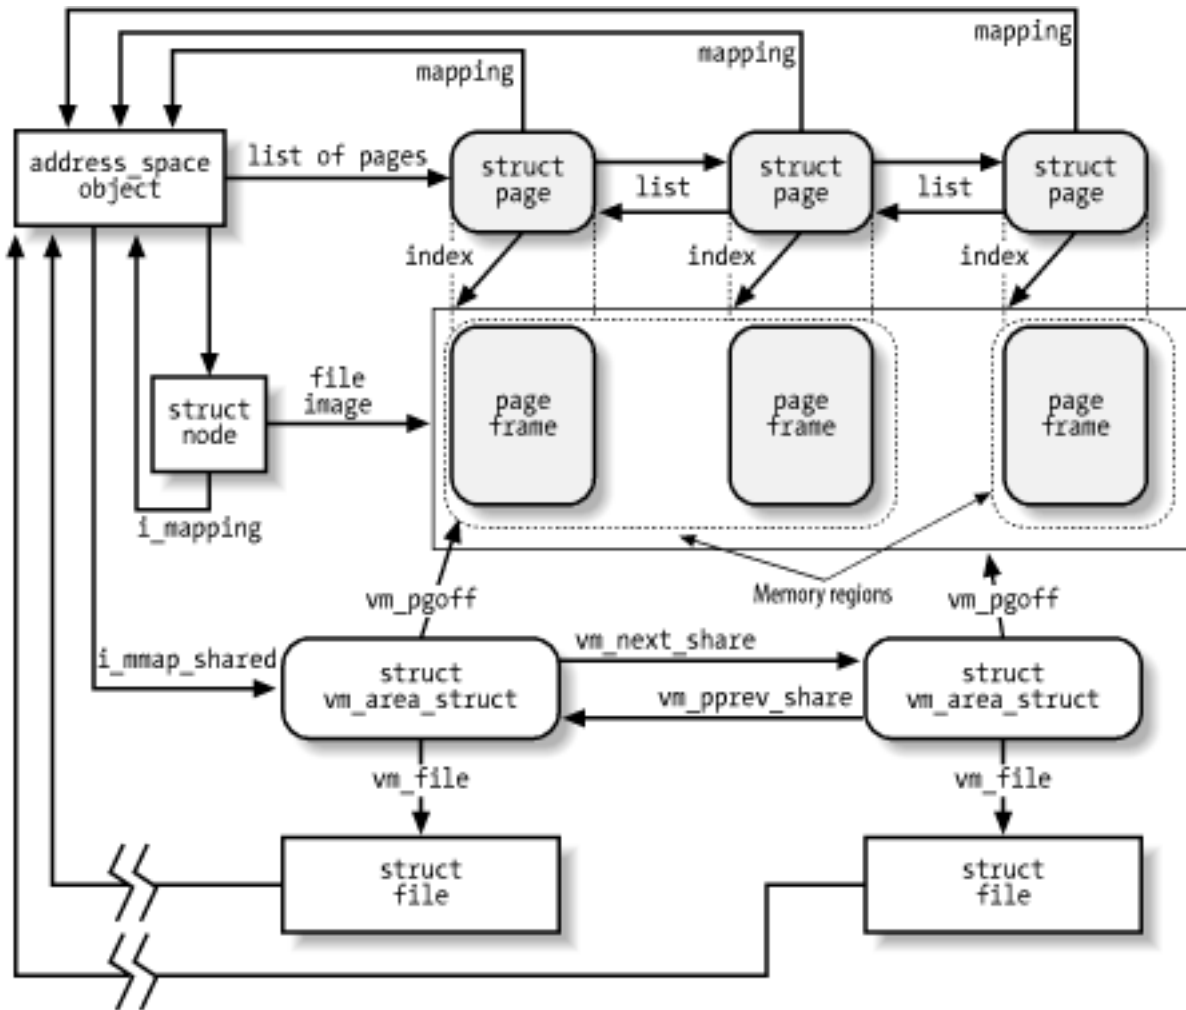 mapping
mapping
mapping
address_space
object
list of pages
struct
page
list
struct
page
list
struct
page
index
index
index
struct
node
file
image
page
frame
page
frame
page
frame
i_mapping
Memory regions
vm_pgoff
vm_pgoff
i_mmap_shared
struct
vm_area_struct
vm_next_share
vm_pprev_share
struct
vm_area_struct
vm_file
vm_file
struct
file
struct
file